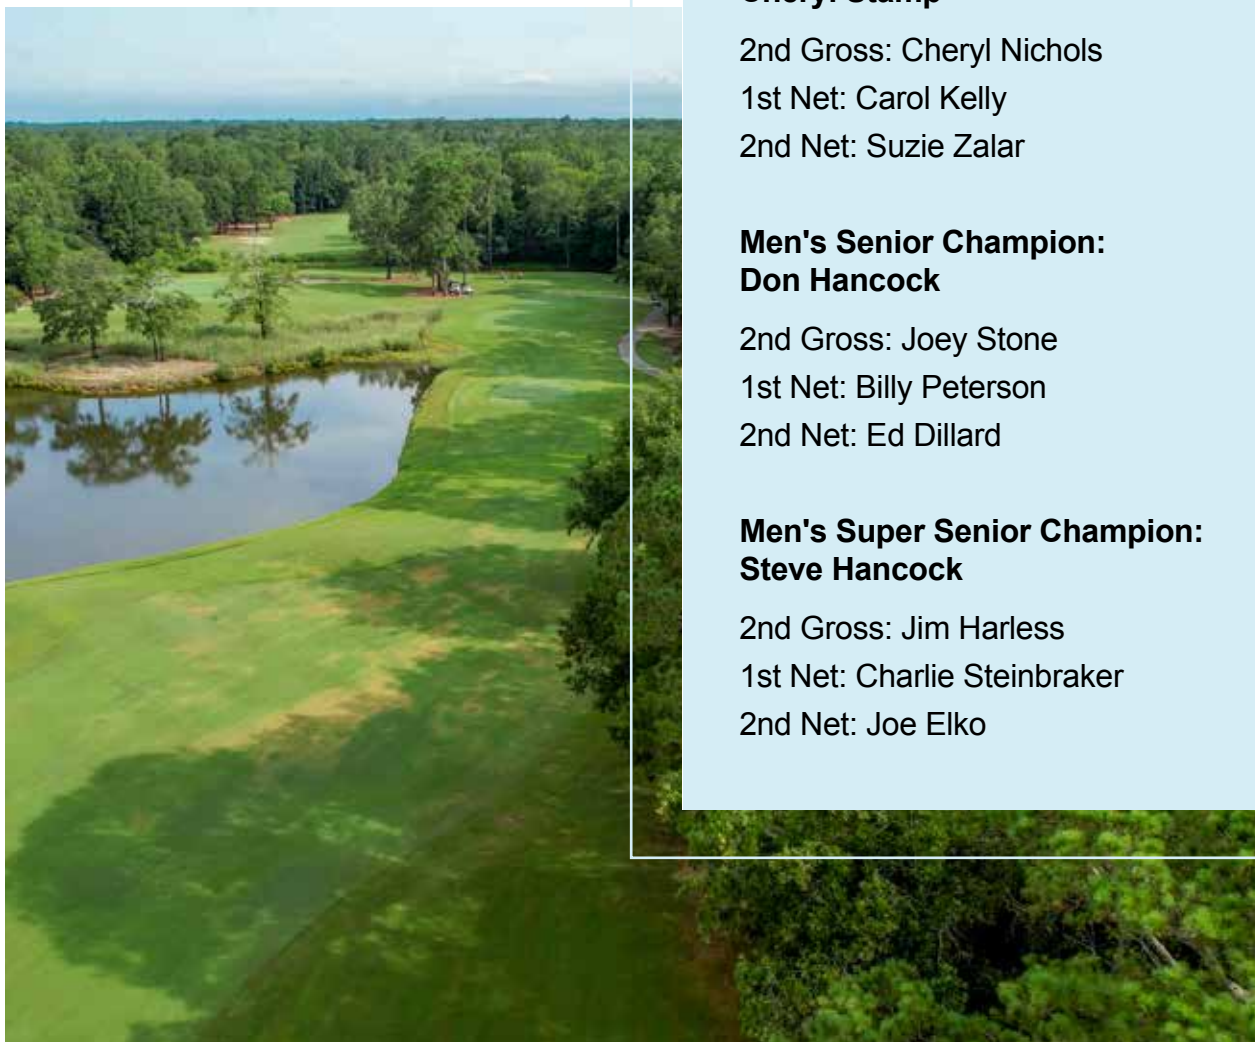 Cheryl Stamp
2nd Gross: Cheryl Nichols
1st Net: Carol Kelly
2nd Net: Suzie Zalar
Men's Senior Champion:
Don Hancock
2nd Gross: Joey Stone
1st Net: Billy Peterson
2nd Net: Ed Dillard
Men's Super Senior Champion:
Steve Hancock
2nd Gross: Jim Harless
1st Net: Charlie Steinbraker
2nd Net: Joe Elko